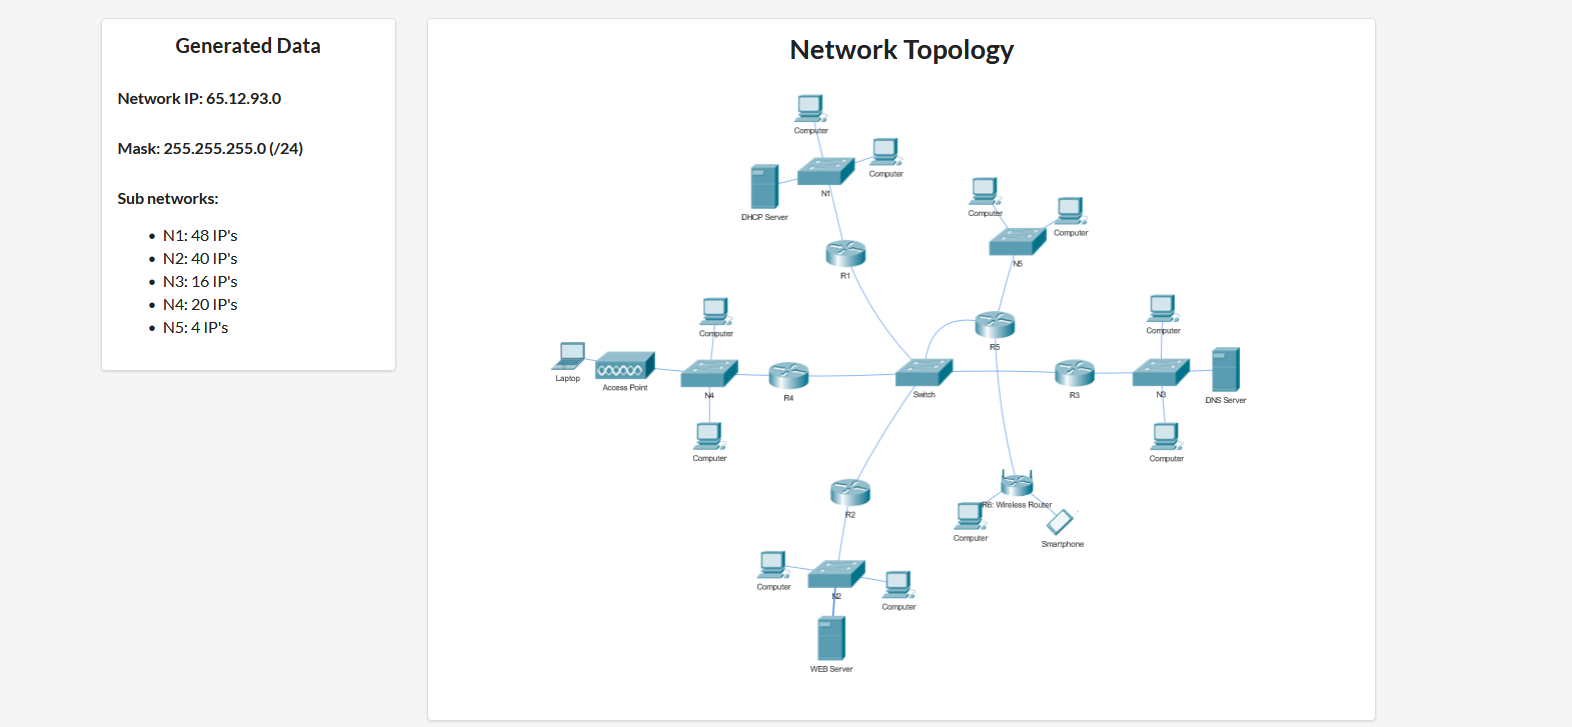 Generated Data
Network IP: 65.12.93.0
Mask: 255.255.255.0 (/24)
Sub networks:
• N1: 48 IP's
• N2: 40 IP's
• N3: 16 IP's
• N4: 20 IP's
• N5: 4 IP's
Network Topology
Computer
Computer
N1
DHCP Server
Computer
Computer
N5
R1
Computer
Computer
R5
Laptop
Access Point
N4
R4
Switch
R3
N3
DNS Server
Computer
Computer
R2
R6: Wireless Router
Computer
Smartphone
Computer
N2
Computer
WEB Server